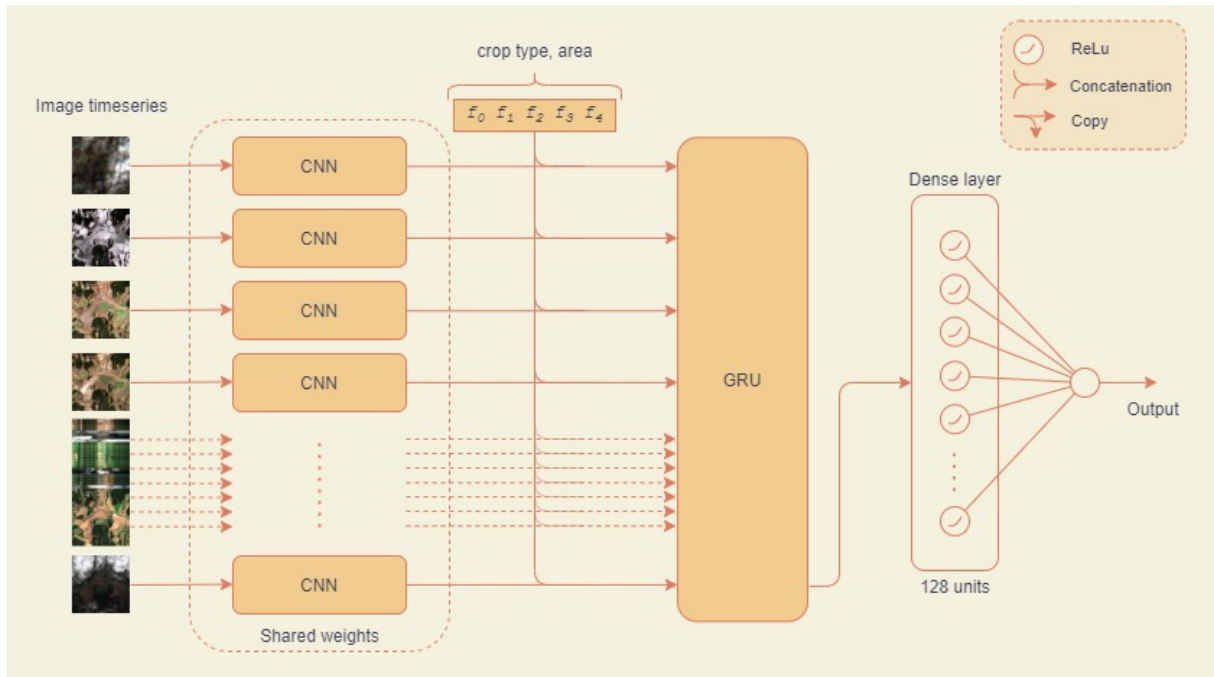 crop type, area
Image timeseries
f₀ f₁ f₂ f₃ f₄
CNN
CNN
CNN
CNN
CNN
Shared weights
GRU
Dense layer
128 units
Output
ReLu
Concatenation
Copy